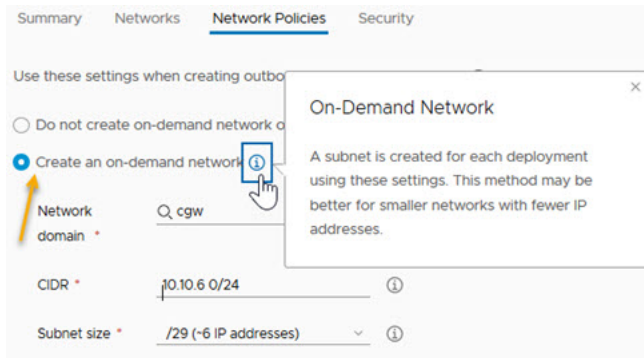 Summary Networks Network Policies Security
Use these settings when creating outbo
Do not create on-demand network o
Create an on-demand network
On-Demand Network
A subnet is created for each deployment
using these settings. This method may be
better for smaller networks with fewer IP
addresses.
Network
domain *
cgw
CIDR *
10.10.6 0/24
Subnet size *
/29 (~6 IP addresses)